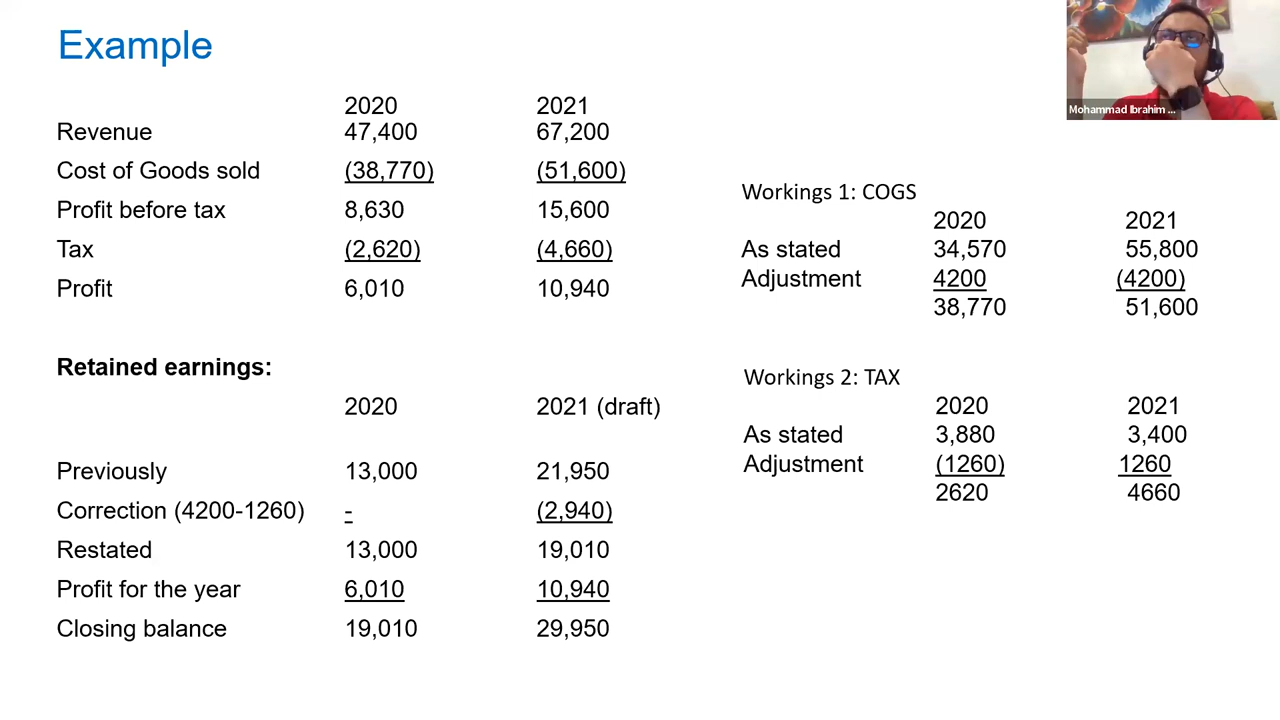 Example
Mohammad Ibrahim ...
2020 2021
Revenue 47,400 67,200
Cost of Goods sold (38,770) (51,600)
Profit before tax 8,630 15,600
Tax (2,620) (4,660)
Profit 6,010 10,940
Retained earnings:
2020 2021 (draft)
Previously 13,000 21,950
Correction (4200-1260) - (2,940)
Restated 13,000 19,010
Profit for the year 6,010 10,940
Closing balance 19,010 29,950
Workings 1: COGS
2020 2021
As stated 34,570 55,800
Adjustment 4200 (4200)
38,770 51,600
Workings 2: TAX
2020 2021
As stated 3,880 3,400
Adjustment (1260) 1260
2620 4660